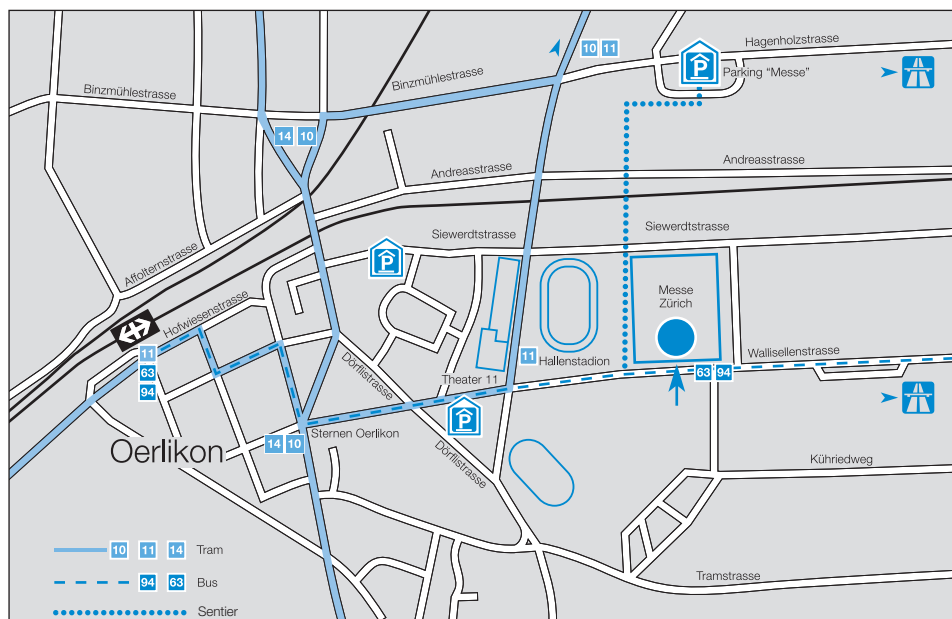 Hagenholzstrasse
10 11
P
Parking "Messe"
Binzmühlestrasse
Binzmühlestrasse
14 10
Andreasstrasse
Andreasstrasse
Siewerdtstrasse
Siewerdtstrasse
P
Affolternstrasse
Hofwiesenstrasse
Messe
Zürich
11
63
94
11
Hallenstadion
Wallisellenstrasse
Dörflistrasse
Theater 11
63 94
P
Sternen Oerlikon
14 10
Oerlikon
Dörflistrasse
Kühriedweg
10 11 14 Tram
94 63 Bus
Tramstrasse
Sentier